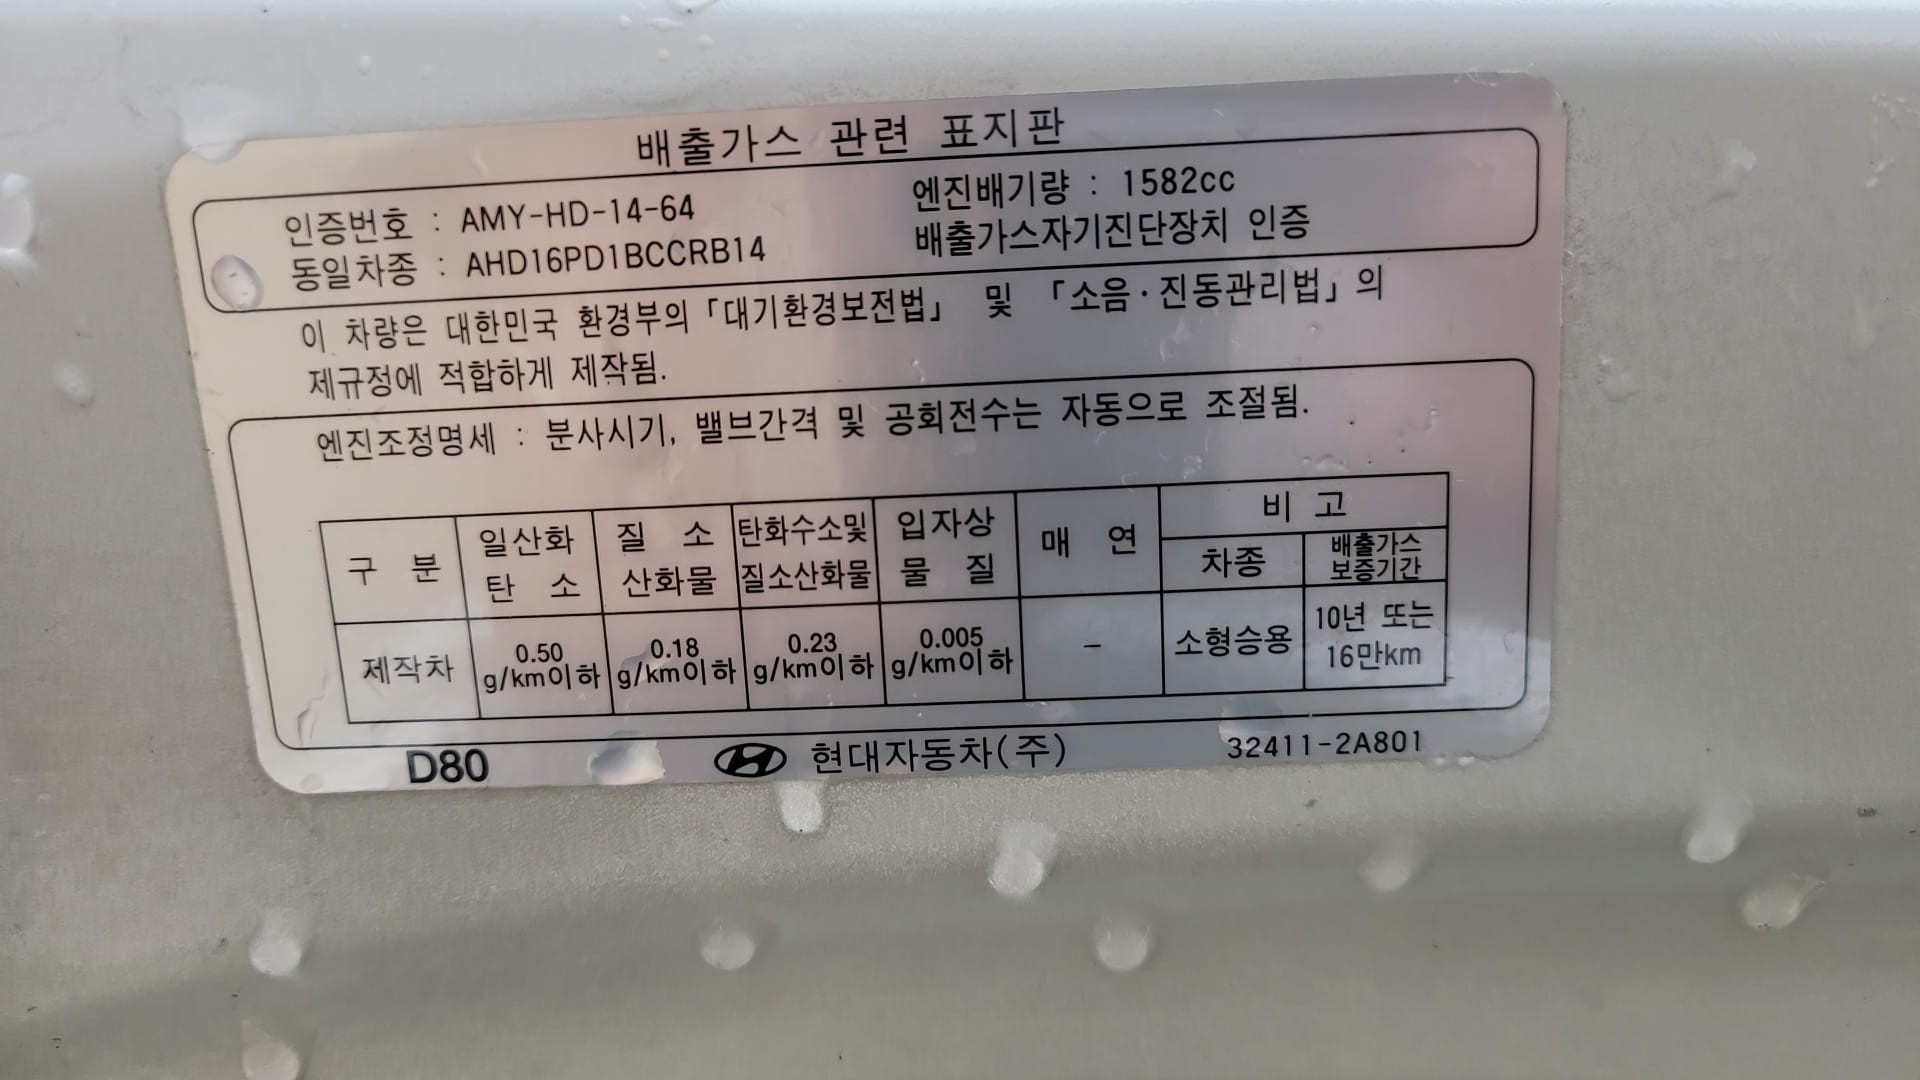 배출가스 관련 표지판
인증번호 : AMY-HD-14-64
엔진배기량 : 1582cc
동일차종 : AHD16PD1BCCRB14
배출가스자기진단장치 인증
이 차량은 대한민국 환경부의 「대기환경보전법」 및 「소음·진동관리법」의
제규정에 적합하게 제작됨.
엔진조정명세 : 분사시기, 밸브간격 및 공회전수는 자동으로 조절됨.
구 분
일산화
탄 소
질 소
산화물
탄화수소및
질소산화물
입자상
물 질
매 연
비 고
차종
배출가스
보증기간
제작차
0.50
g/km이하
0.18
g/km이하
0.23
g/km이하
0.005
g/km이하
–
소형승용
10년 또는
16만km
D80
현대자동차(주)
32411-2A801